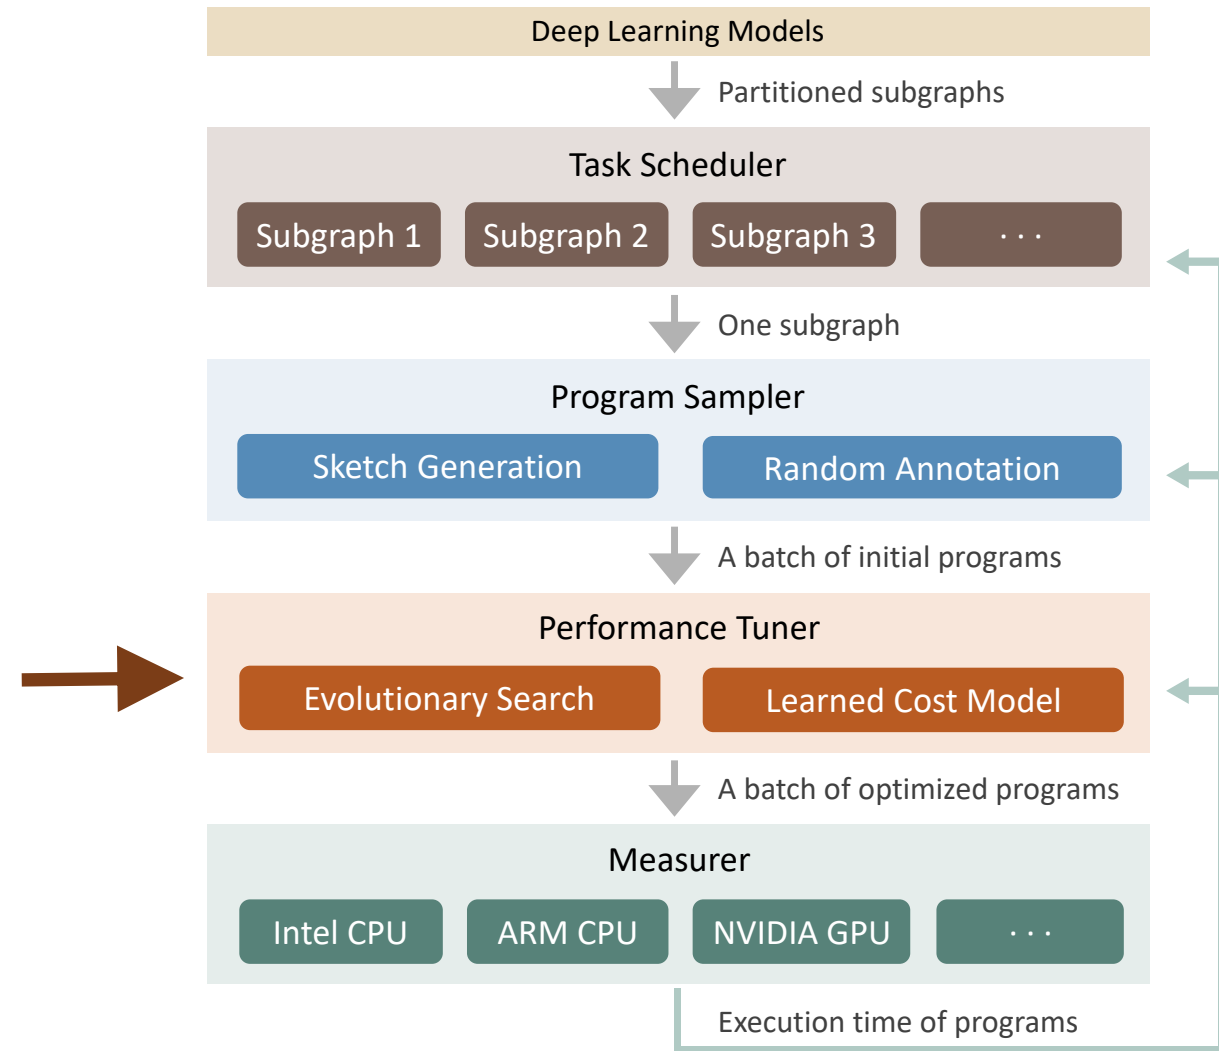 Deep Learning Models
Partitioned subgraphs
Task Scheduler
Subgraph 1
Subgraph 2
Subgraph 3
· · ·
One subgraph
Program Sampler
Sketch Generation
Random Annotation
A batch of initial programs
Performance Tuner
Evolutionary Search
Learned Cost Model
A batch of optimized programs
Measurer
Intel CPU
ARM CPU
NVIDIA GPU
· · ·
Execution time of programs